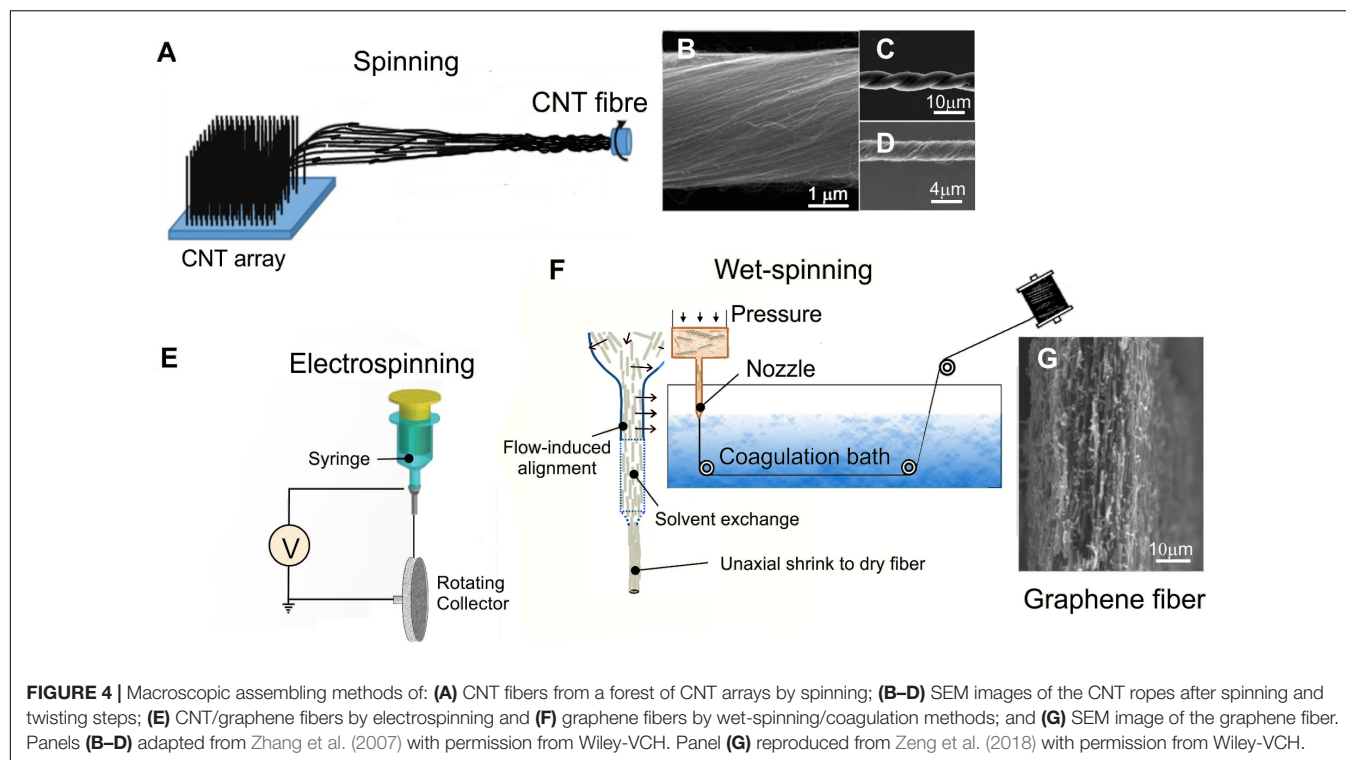 A
Spinning
CNT fibre
CNT array
B
1 µm
C
10µm
D
4µm
E
Electrospinning
Syringe
V
Rotating
Collector
F
Wet-spinning
Pressure
Nozzle
Flow-induced
alignment
Coagulation bath
Solvent exchange
Unaxial shrink to dry fiber
G
10µm
Graphene fiber
FIGURE 4 | Macroscopic assembling methods of: (A) CNT fibers from a forest of CNT arrays by spinning; (B–D) SEM images of the CNT ropes after spinning and
twisting steps; (E) CNT/graphene fibers by electrospinning and (F) graphene fibers by wet-spinning/coagulation methods; and (G) SEM image of the graphene fiber.
Panels (B–D) adapted from Zhang et al. (2007) with permission from Wiley-VCH. Panel (G) reproduced from Zeng et al. (2018) with permission from Wiley-VCH.